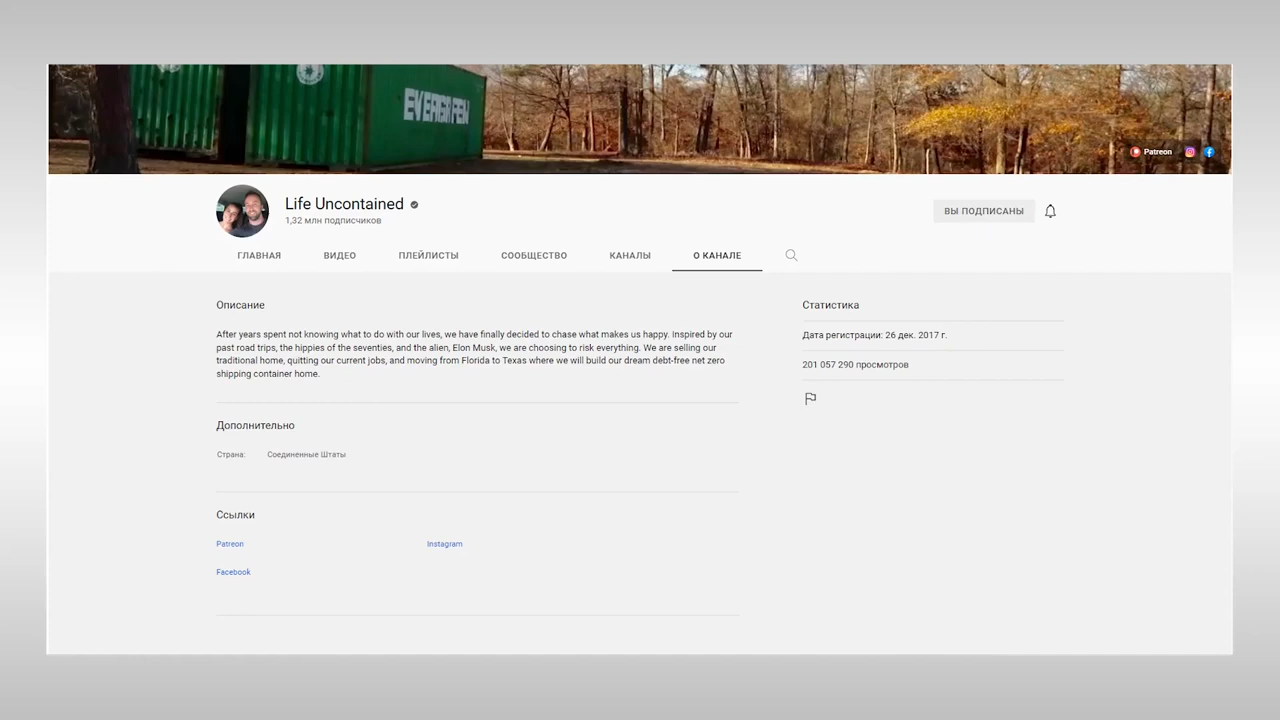 EVERGREEN
Patreon
Life Uncontained
1,32 млн подписчиков
ВЫ ПОДПИСАНЫ
ГЛАВНАЯ ВИДЕО ПЛЕЙЛИСТЫ СООБЩЕСТВО КАНАЛЫ О КАНАЛЕ
Описание
After years spent not knowing what to do with our lives, we have finally decided to chase what makes us happy. Inspired by our
past road trips, the hippies of the seventies, and the alien, Elon Musk, we are choosing to risk everything. We are selling our
traditional home, quitting our current jobs, and moving from Florida to Texas where we will build our dream debt-free net zero
shipping container home.
Дополнительно
Страна: Соединенные Штаты
Ссылки
Patreon Instagram
Facebook
Статистика
Дата регистрации: 26 дек. 2017 г.
201 057 290 просмотров